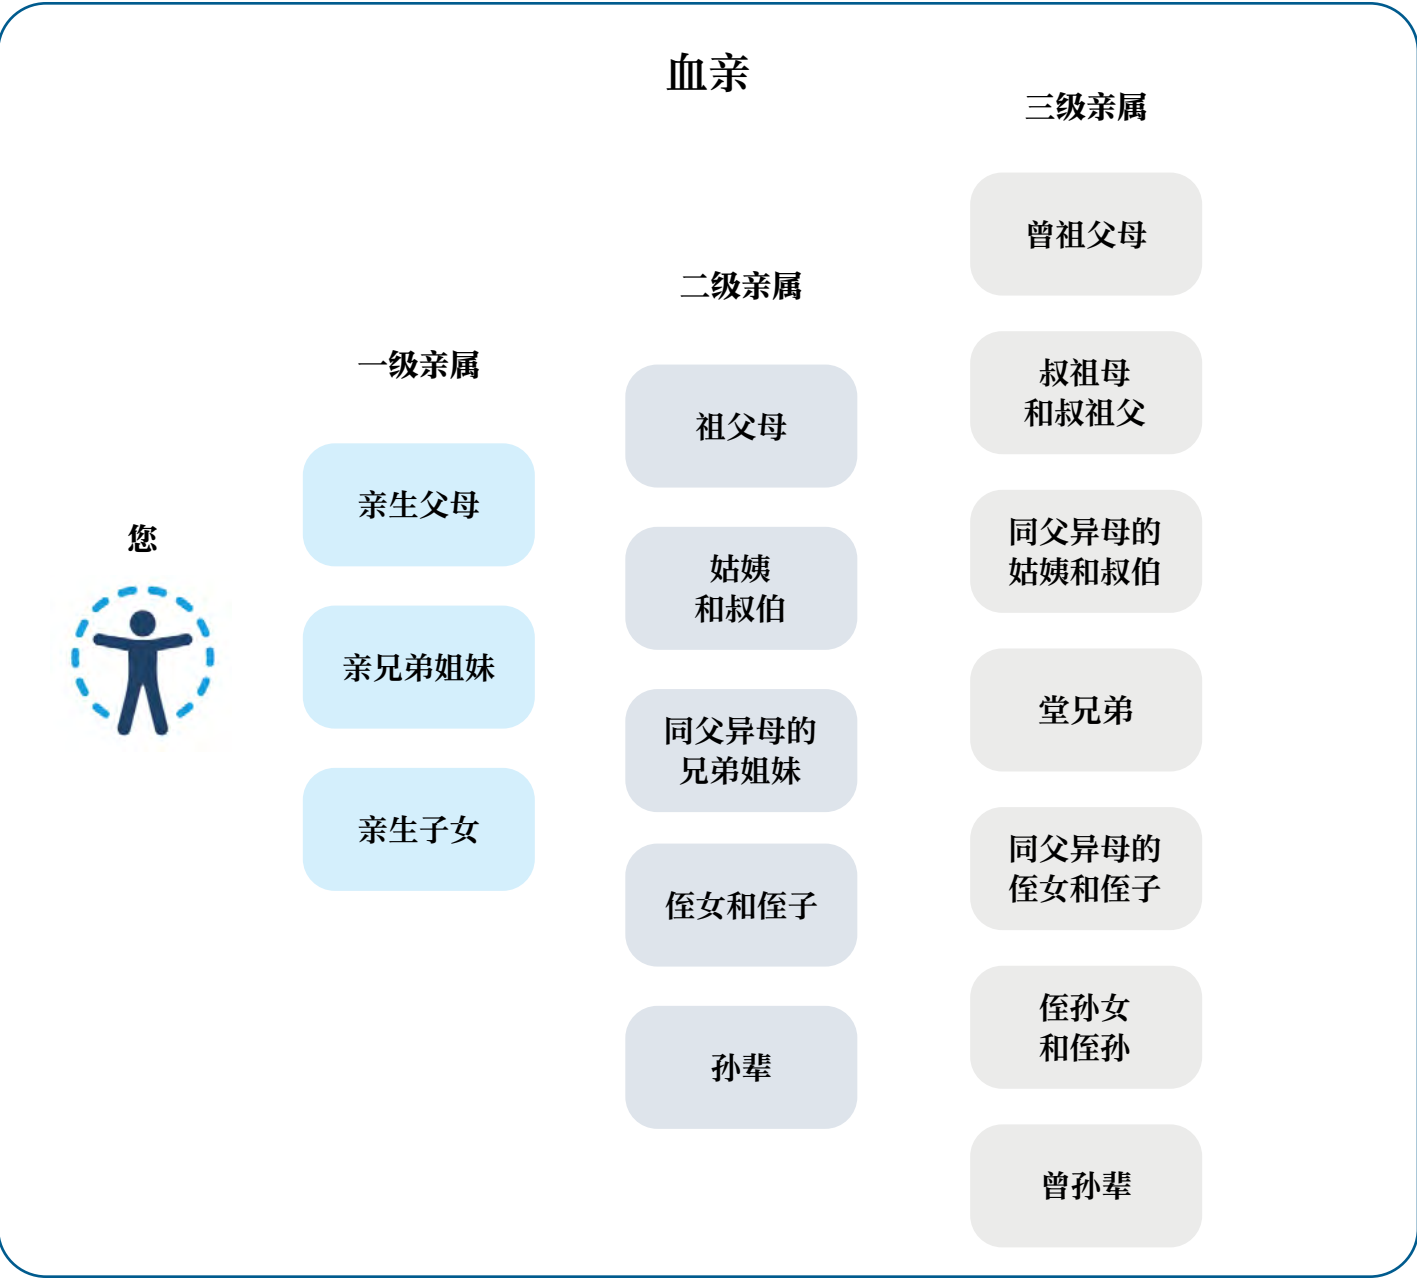 血亲
您
一级亲属
亲生父母
亲兄弟姐妹
亲生子女
二级亲属
祖父母
姑姨
和叔伯
同父异母的
兄弟姐妹
侄女和侄子
孙辈
三级亲属
曾祖父母
叔祖母
和叔祖父
同父异母的
姑姨和叔伯
堂兄弟
同父异母的
侄女和侄子
侄孙女
和侄孙
曾孙辈